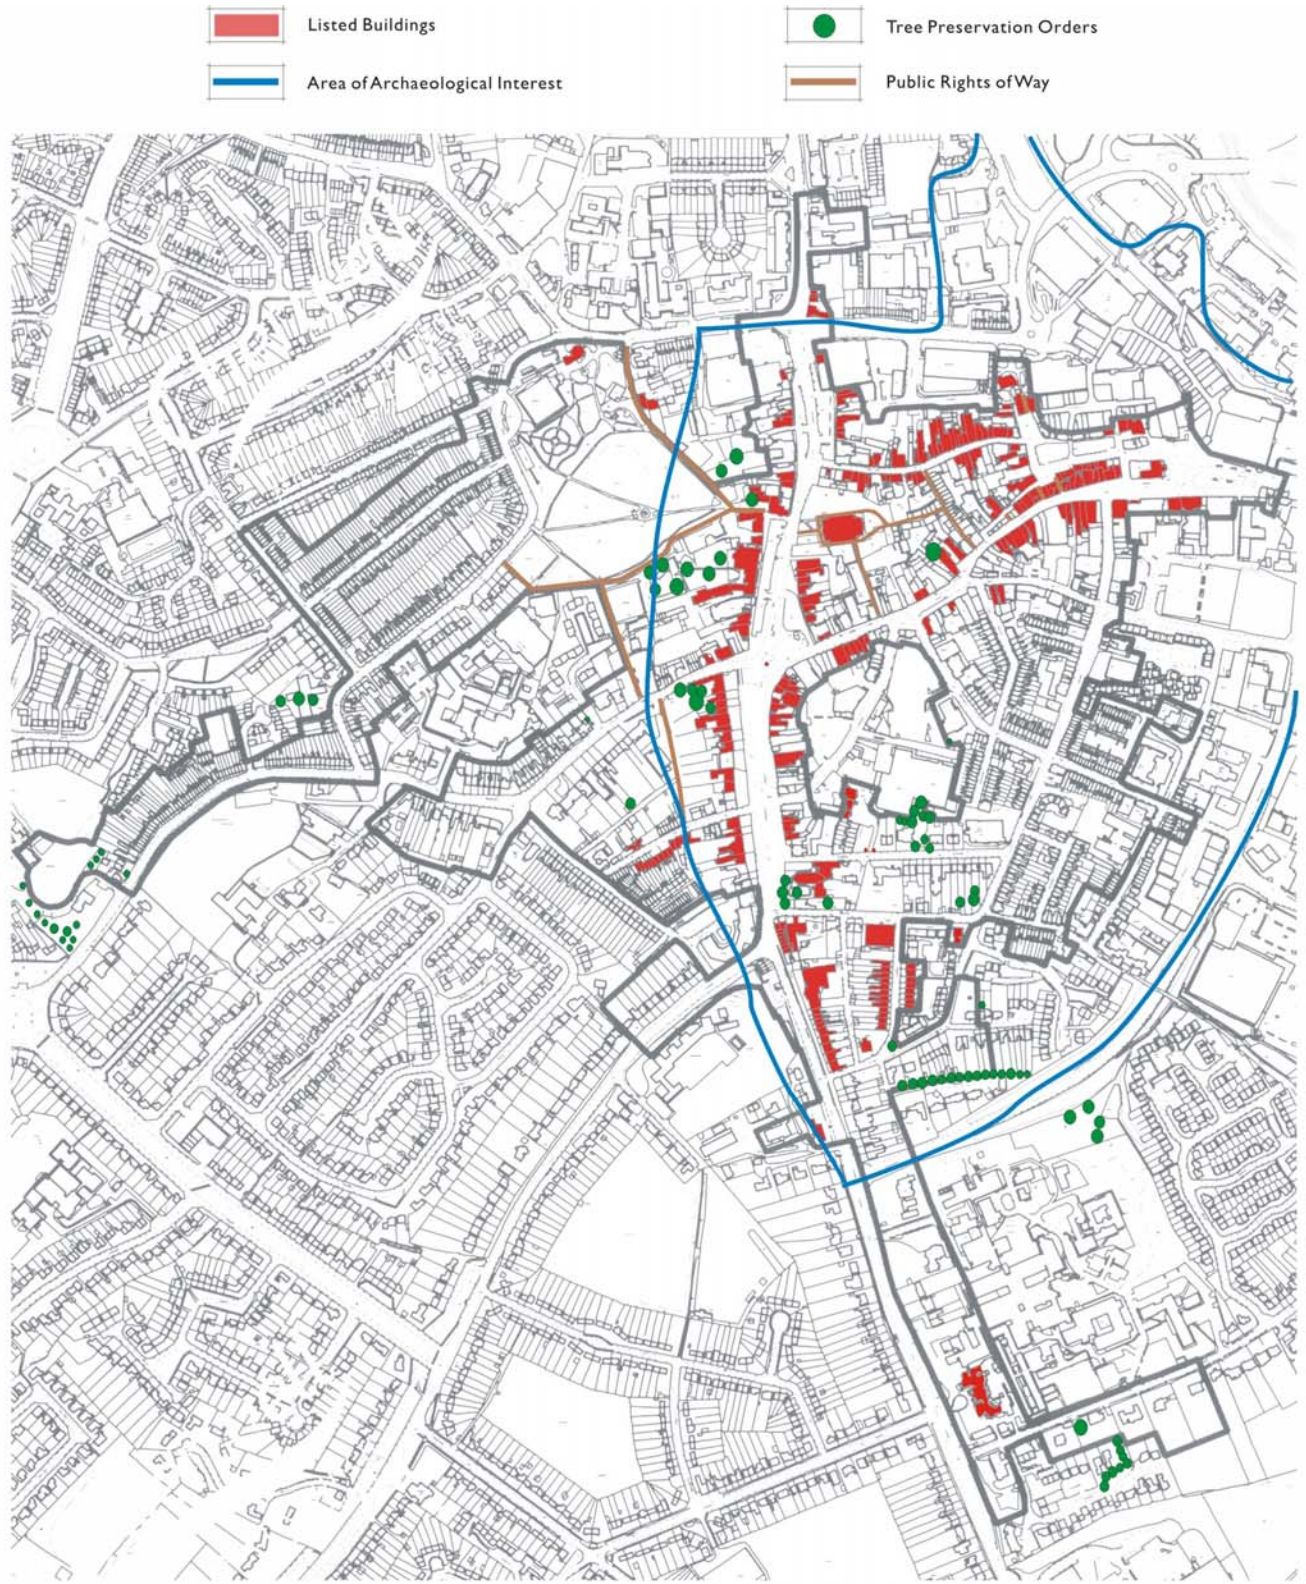 Listed Buildings
Tree Preservation Orders
Area of Archaeological Interest
Public Rights of Way